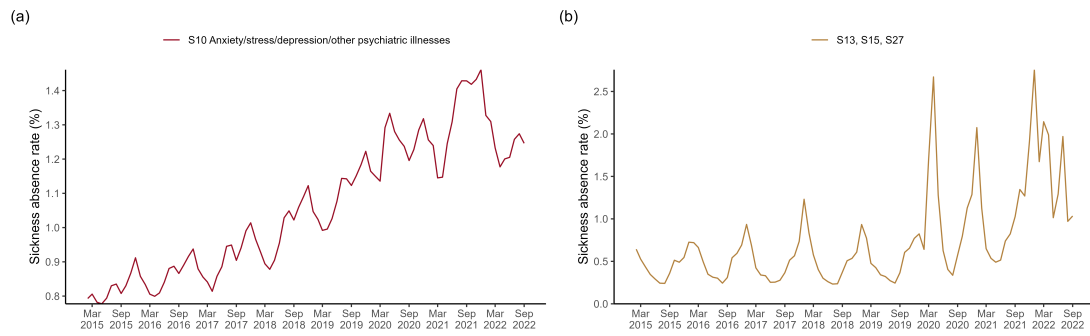 (a)
S10 Anxiety/stress/depression/other psychiatric illnesses
Sickness absence rate (%)
1.4
1.3
1.2
1.1
1.0
0.9
0.8
Mar 2015
Sep 2015
Mar 2016
Sep 2016
Mar 2017
Sep 2017
Mar 2018
Sep 2018
Mar 2019
Sep 2019
Mar 2020
Sep 2020
Mar 2021
Sep 2021
Mar 2022
Sep 2022
(b)
S13, S15, S27
Sickness absence rate (%)
2.5
2.0
1.5
1.0
0.5
0.0
Mar 2015
Sep 2015
Mar 2016
Sep 2016
Mar 2017
Sep 2017
Mar 2018
Sep 2018
Mar 2019
Sep 2019
Mar 2020
Sep 2020
Mar 2021
Sep 2021
Mar 2022
Sep 2022